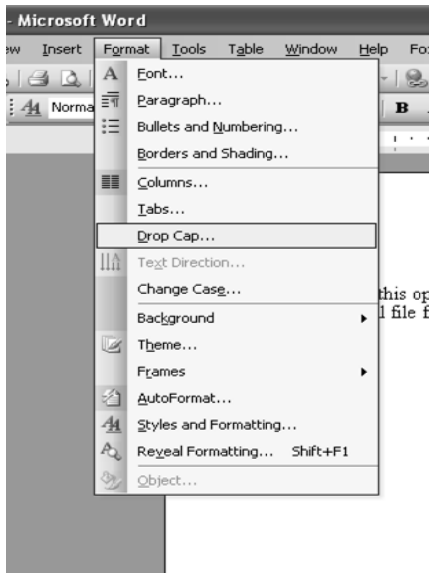 - Microsoft Word
ew Insert Format Tools Table Window Help Fo
Norma B
Font...
Paragraph...
Bullets and Numbering...
Borders and Shading...
Columns...
Tabs...
Drop Cap...
Text Direction...
Change Case...
Background
Theme...
Frames
AutoFormat...
Styles and Formatting...
Reveal Formatting... Shift+F1
Object...
this op
l file f